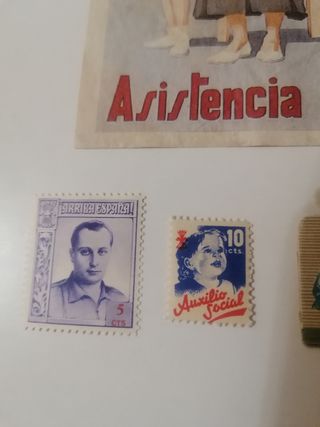 Asistencia
¡ARRIBA ESPAÑA!
5
CTS.
10
cts.
Auxilio
Social